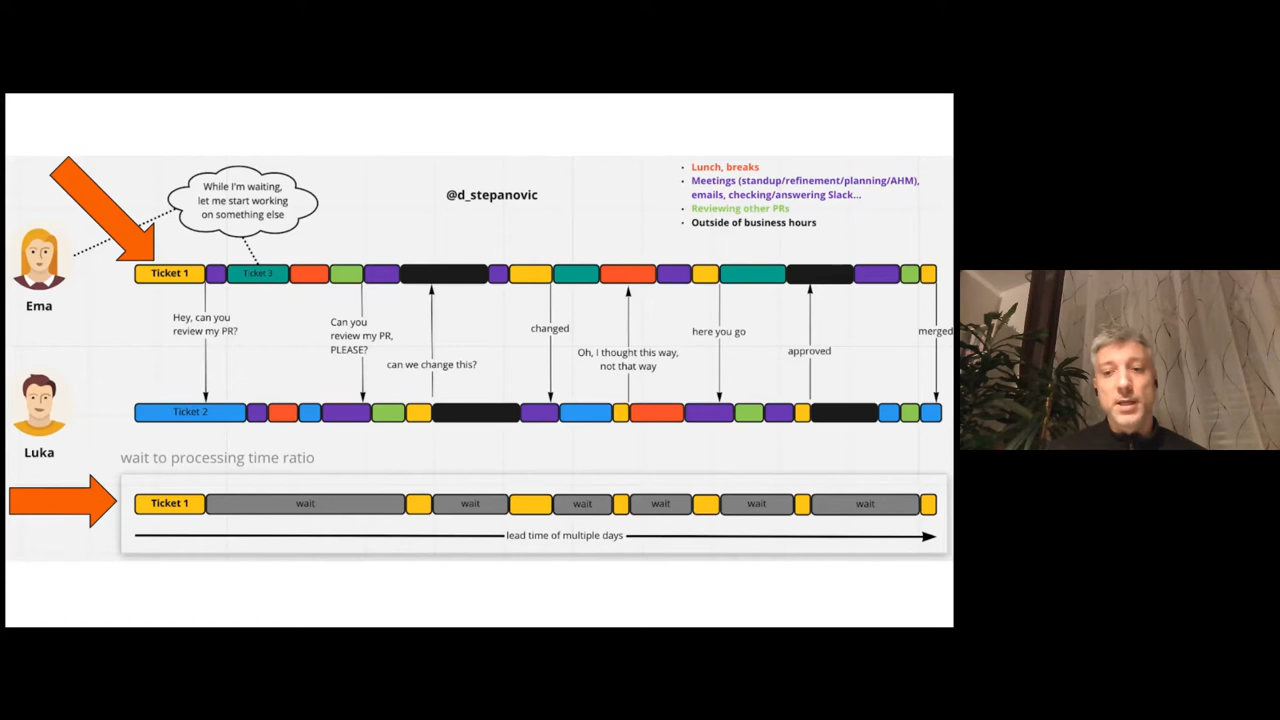 While I'm waiting,
let me start working
on something else
@d_stepanovic
• Lunch, breaks
• Meetings (standup/refinement/planning/AHM),
emails, checking/answering Slack...
• Reviewing other PRs
• Outside of business hours
Ema
Ticket 1
Ticket 3
Hey, can you
review my PR?
Can you
review my PR,
PLEASE?
can we change this?
changed
Oh, I thought this way,
not that way
here you go
approved
merged
Luka
Ticket 2
wait to processing time ratio
Ticket 1 wait wait wait wait wait wait
lead time of multiple days